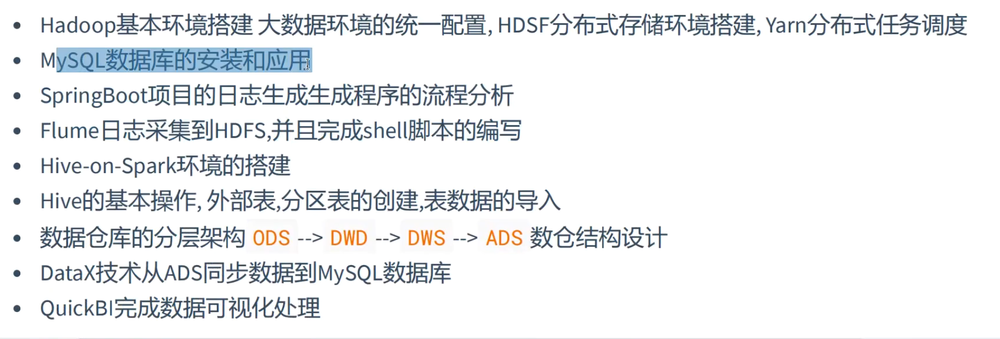 Hadoop基本环境搭建 大数据环境的统一配置, HDSF分布式存储环境搭建, Yarn分布式任务调度
MySQL数据库的安装和应用
SpringBoot项目的日志生成生成程序的流程分析
Flume日志采集到HDFS,并且完成shell脚本的编写
Hive-on-Spark环境的搭建
Hive的基本操作, 外部表,分区表的创建,表数据的导入
数据仓库的分层架构 ODS --> DWD --> DWS --> ADS 数仓结构设计
DataX技术从ADS同步数据到MySQL数据库
QuickBI完成数据可视化处理